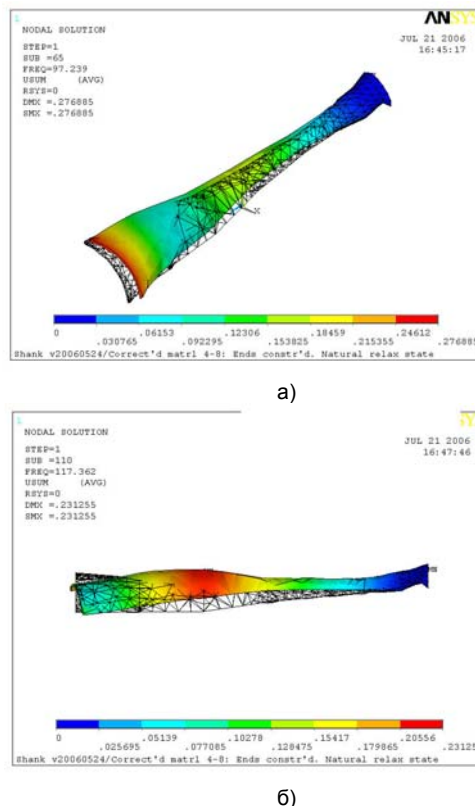 1
ANSYS
NODAL SOLUTION
JUL 21 2006
16:45:17
STEP=1
SUB =65
FREQ=97.239
USUM (AVG)
RSYS=0
DMX =.276885
SMX =.276885
X
0 .06153 .12306 .18459 .24612
.030765 .092295 .153825 .215355 .276885
Shank v20060524/Correct'd matrl 4-8: Ends constr'd. Natural relax state
а)
1
SYS
NODAL SOLUTION
JUL 21 2006
16:47:46
STEP=1
SUB =110
FREQ=117.362
USUM (AVG)
RSYS=0
DMX =.231255
SMX =.231255
0 .05139 .10278 .15417 .20556
.025695 .077085 .128475 .179865 .23125
Shank v20060524/Correct'd matrl 4-8: Ends constr'd. Natural relax state
б)